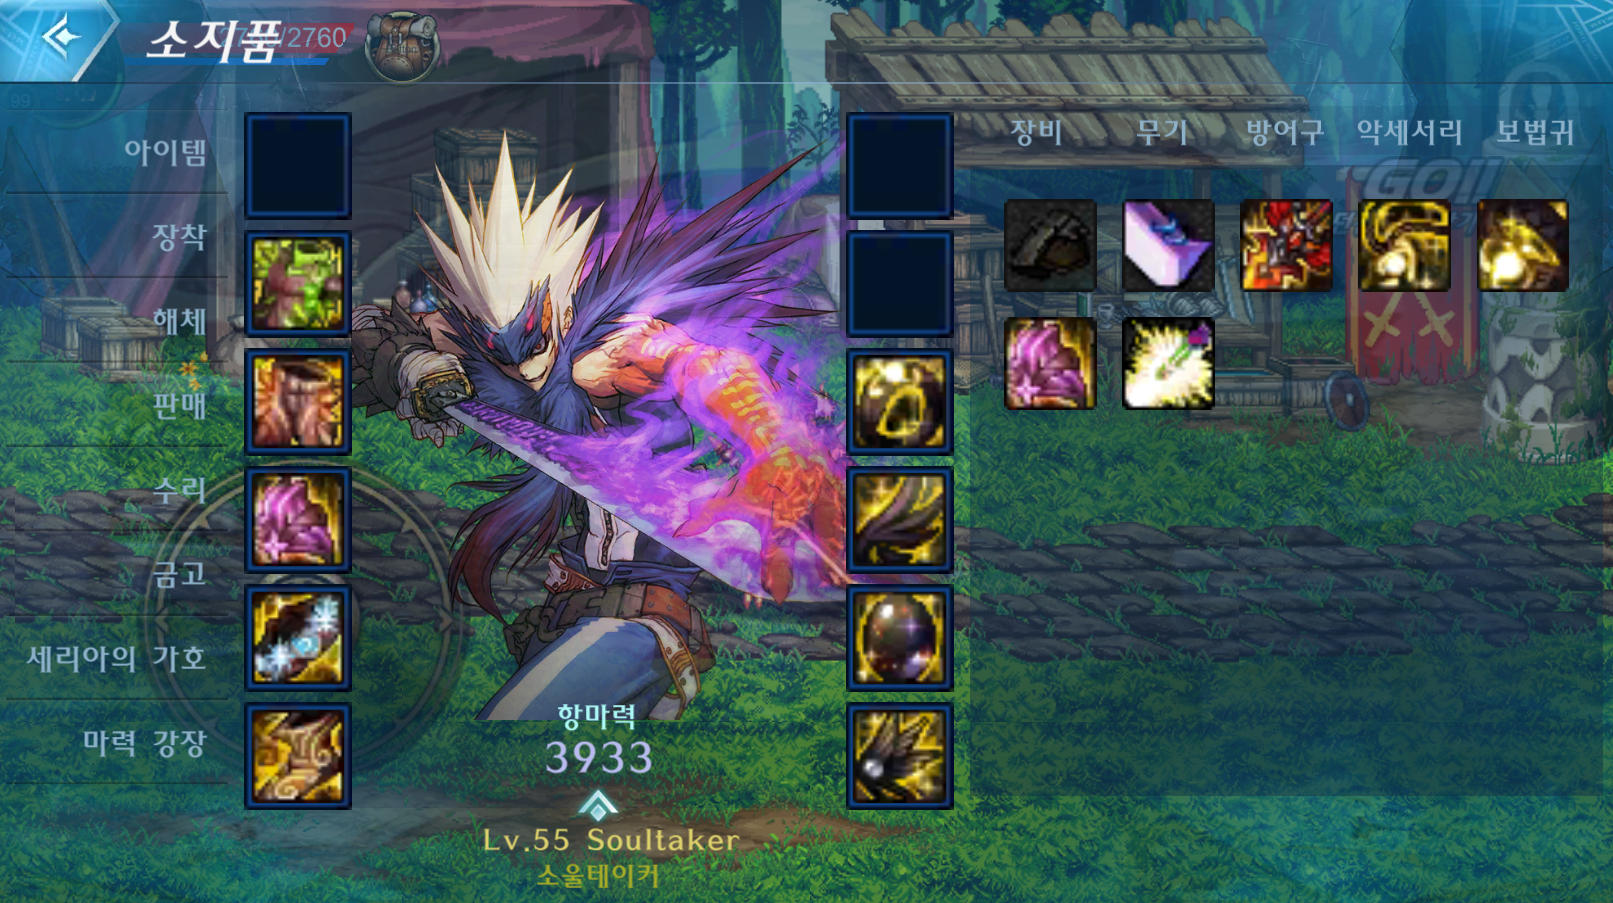 소지품
/2760
99
아이템
장착
해체
판매
수리
금고
세리아의 가호
마력 강장
장비
무기
방어구
악세서리
보법귀
GO!!
항마력
3933
Lv.55 Soultaker
소울테이커